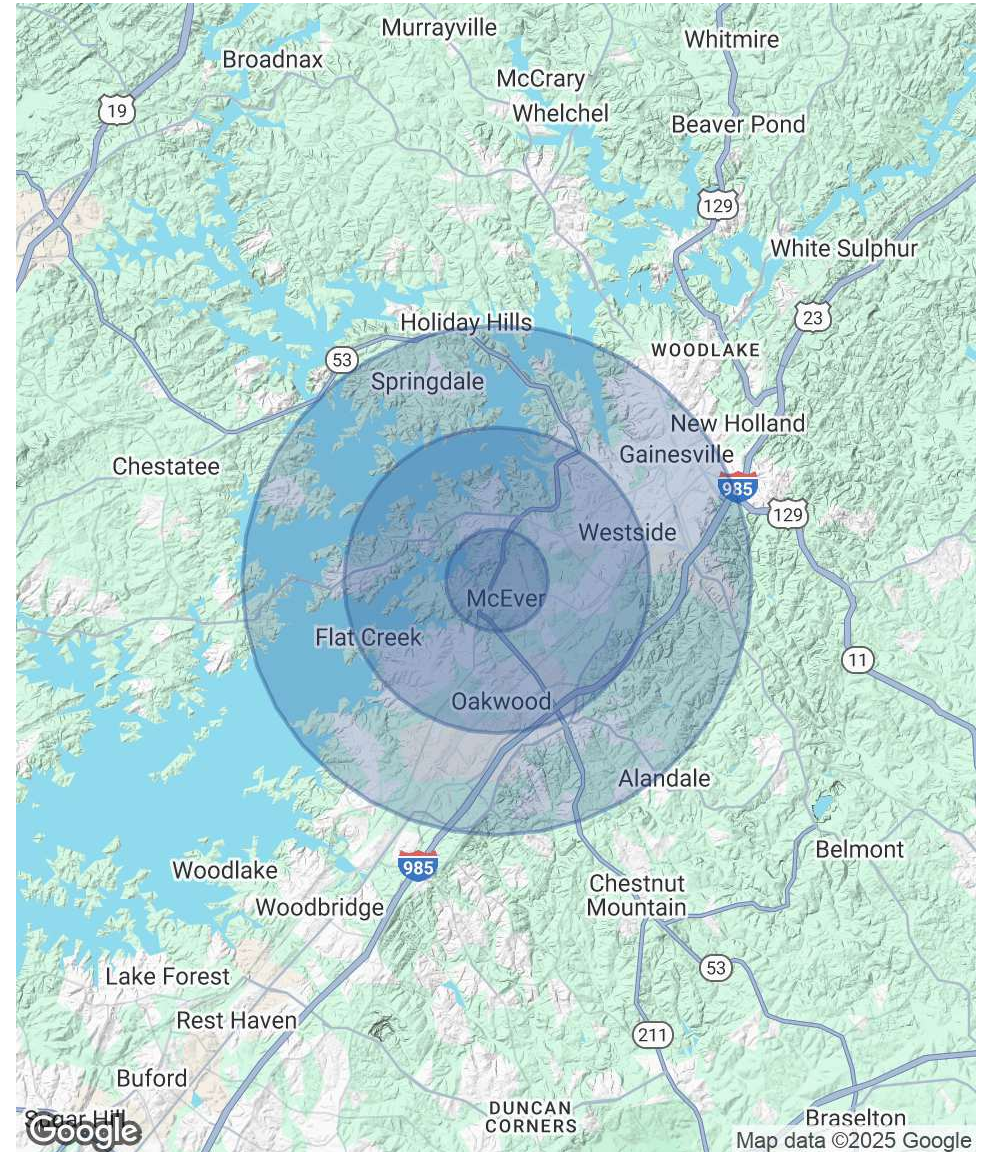 Murrayville
Whitmire
Broadnax
McCrary
19
Whelchel
Beaver Pond
129
White Sulphur
23
Holiday Hills
WOODLAKE
53
Springdale
New Holland
Gainesville
Chestatee
985
129
Westside
McEver
Flat Creek
11
Oakwood
Alandale
Belmont
985
Woodlake
Chestnut
Mountain
Woodbridge
53
Lake Forest
Rest Haven
211
Buford
DUNCAN
CORNERS
Sugar Hill
Braselton
Google
Map data ©2025 Google